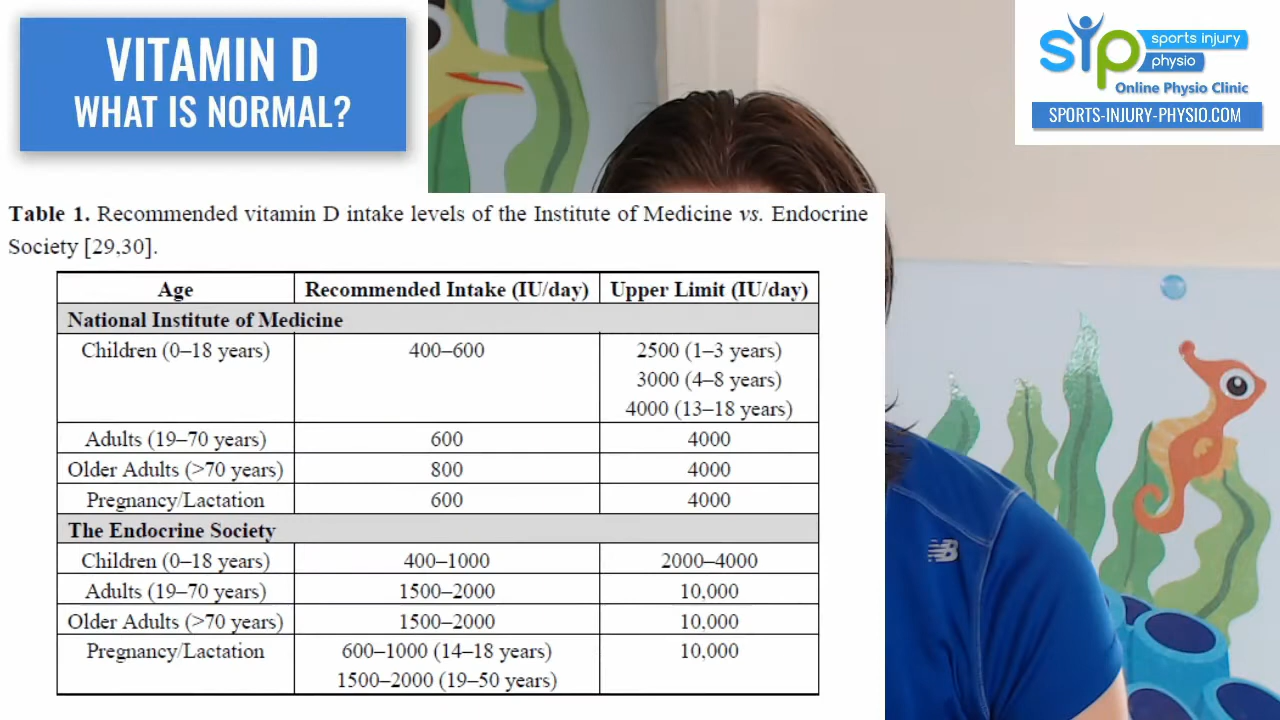 VITAMIN D
WHAT IS NORMAL?
sip
sports injury
physio
Online Physio Clinic
SPORTS-INJURY-PHYSIO.COM
Table 1. Recommended vitamin D intake levels of the Institute of Medicine vs. Endocrine
Society [29,30].
Age Recommended Intake (IU/day) Upper Limit (IU/day)
National Institute of Medicine
Children (0–18 years) 400–600 2500 (1–3 years)
3000 (4–8 years)
4000 (13–18 years)
Adults (19–70 years) 600 4000
Older Adults (>70 years) 800 4000
Pregnancy/Lactation 600 4000
The Endocrine Society
Children (0–18 years) 400–1000 2000–4000
Adults (19–70 years) 1500–2000 10,000
Older Adults (>70 years) 1500–2000 10,000
Pregnancy/Lactation 600–1000 (14–18 years) 10,000
1500–2000 (19–50 years)
NB